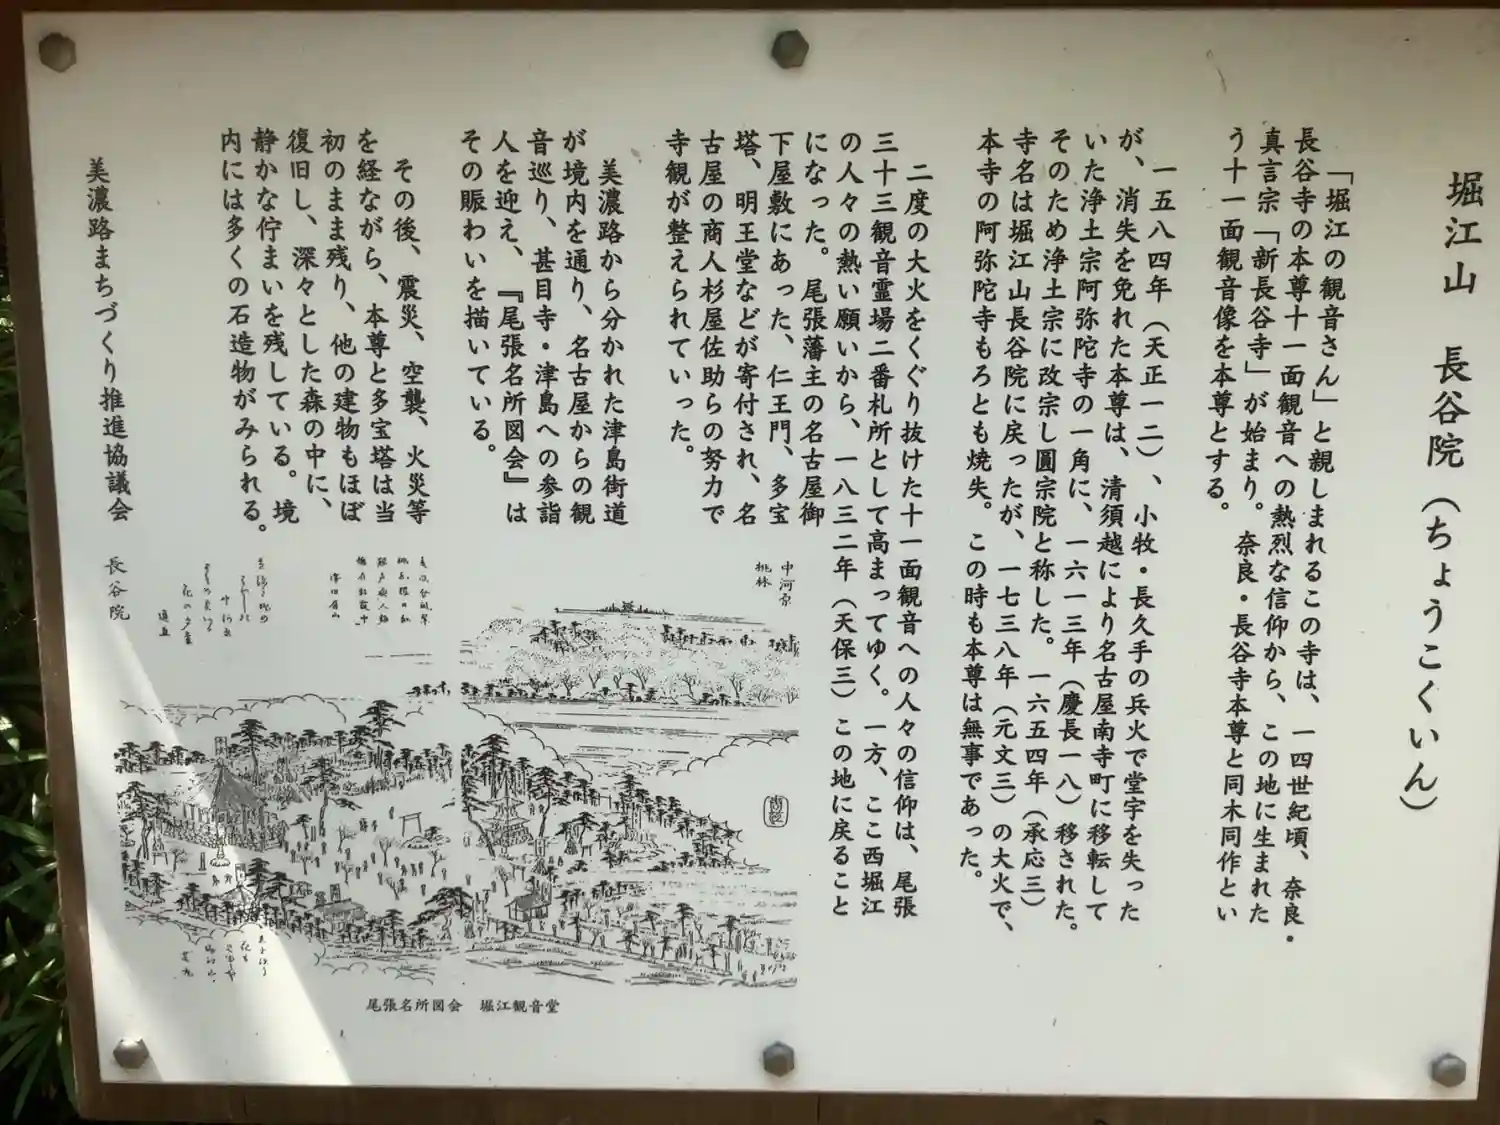 堀江山　長谷院（ちょうこくいん）
「堀江の観音さん」と親しまれるこの寺は、一四世紀頃、奈良・
長谷寺の本尊十一面観音への熱烈な信仰から、この地に生まれた
真言宗「新長谷寺」が始まり。奈良・長谷寺本尊と同木同作とい
う十一面観音像を本尊とする。
一五八四年（天正一二）、小牧・長久手の兵火で堂宇を失った
が、消失を免れた本尊は、清須越により名古屋南寺町に移転して
いた浄土宗阿弥陀寺の一角に、一六一三年（慶長一八）移された。
そのため浄土宗に改宗し圓宗院と称した。一六五四年（承応三）
寺名は堀江山長谷院に戻ったが、一七三八年（元文三）の大火で、
本寺の阿弥陀寺もろとも焼失。この時も本尊は無事であった。
二度の大火をくぐり抜けた十一面観音への人々の信仰は、尾張
三十三観音霊場二番札所として高まってゆく。一方、ここ西堀江
の人々の熱い願いから、一八三二年（天保三）この地に戻ること
になった。尾張藩主の名古屋御
下屋敷にあった、仁王門、多宝
塔、明王堂などが寄付され、名
古屋の商人杉屋佐助らの努力で
寺観が整えられていった。
美濃路から分かれた津島街道
が境内を通り、名古屋からの観
音巡り、甚目寺・津島への参詣
人を迎え、『尾張名所図会』は
その賑わいを描いている。
その後、震災、空襲、火災等
を経ながら、本尊と多宝塔は当
初のまま残り、他の建物もほぼ
復旧し、深々とした森の中に、
静かな佇まいを残している。境
内には多くの石造物がみられる。
美濃路まちづくり推進協議会　長谷院
中河原
桃林
尾張名所図会　堀江観音堂